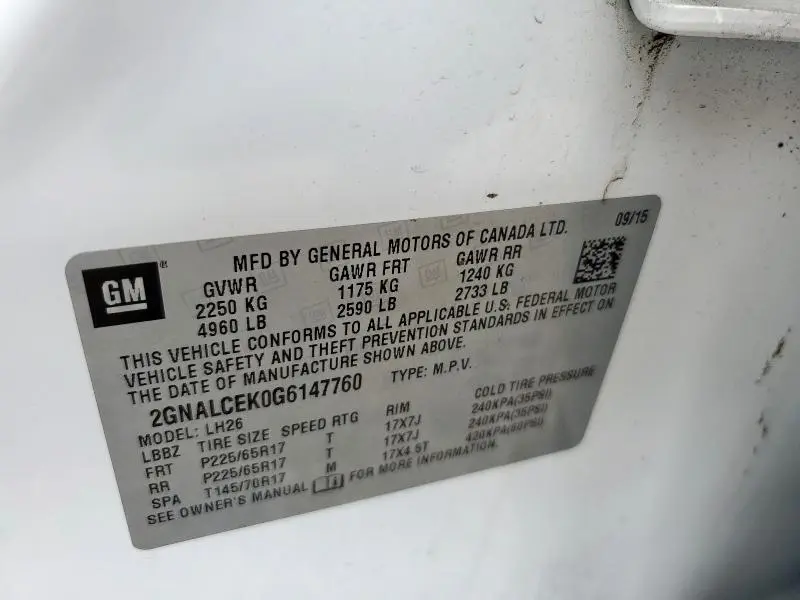 09/15
MFD BY GENERAL MOTORS OF CANADA LTD.
GM
GVWR GAWR FRT GAWR RR
2250 KG 1175 KG 1240 KG
4960 LB 2590 LB 2733 LB
THIS VEHICLE CONFORMS TO ALL APPLICABLE U.S. FEDERAL MOTOR
VEHICLE SAFETY AND THEFT PREVENTION STANDARDS IN EFFECT ON
THE DATE OF MANUFACTURE SHOWN ABOVE.
2GNALCEK0G6147760 TYPE: M.P.V.
MODEL: LH26
LBBZ TIRE SIZE SPEED RTG RIM COLD TIRE PRESSURE
FRT P225/65R17 T 17X7J 240KPA(35PSI)
RR P225/65R17 T 17X7J 240KPA(35PSI)
SPA T145/70R17 M 17X4.5T 420KPA(60PSI)
SEE OWNER'S MANUAL FOR MORE INFORMATION.